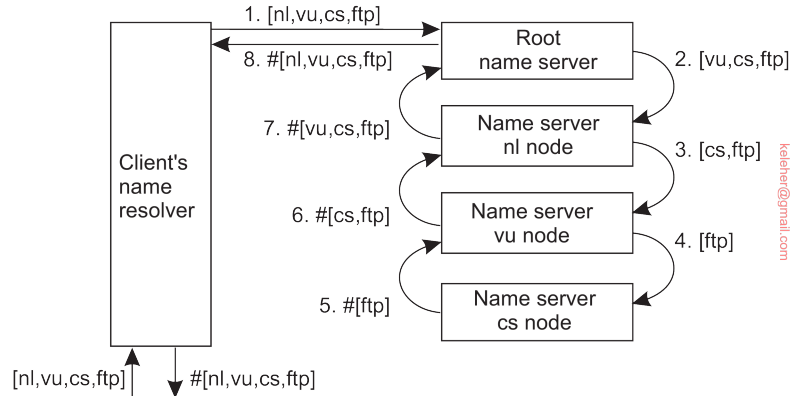 1. [nl,vu,cs,ftp]
8. #[nl,vu,cs,ftp]
Root
name server
2. [vu,cs,ftp]
7. #[vu,cs,ftp]
Name server
nl node
3. [cs,ftp]
Client's
name
resolver
6. #[cs,ftp]
Name server
vu node
4. [ftp]
5. #[ftp]
Name server
cs node
[nl,vu,cs,ftp]
#[nl,vu,cs,ftp]
keleher@gmail.com